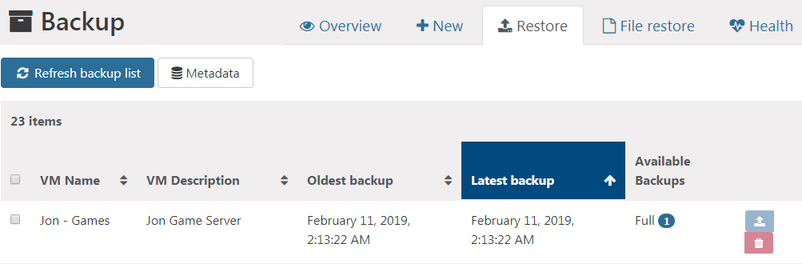 Backup
Overview
New
Restore
File restore
Health
Refresh backup list
Metadata
23 items
VM Name
VM Description
Oldest backup
Latest backup
Available
Backups
Jon - Games
Jon Game Server
February 11, 2019,
2:13:22 AM
February 11, 2019,
2:13:22 AM
Full 1